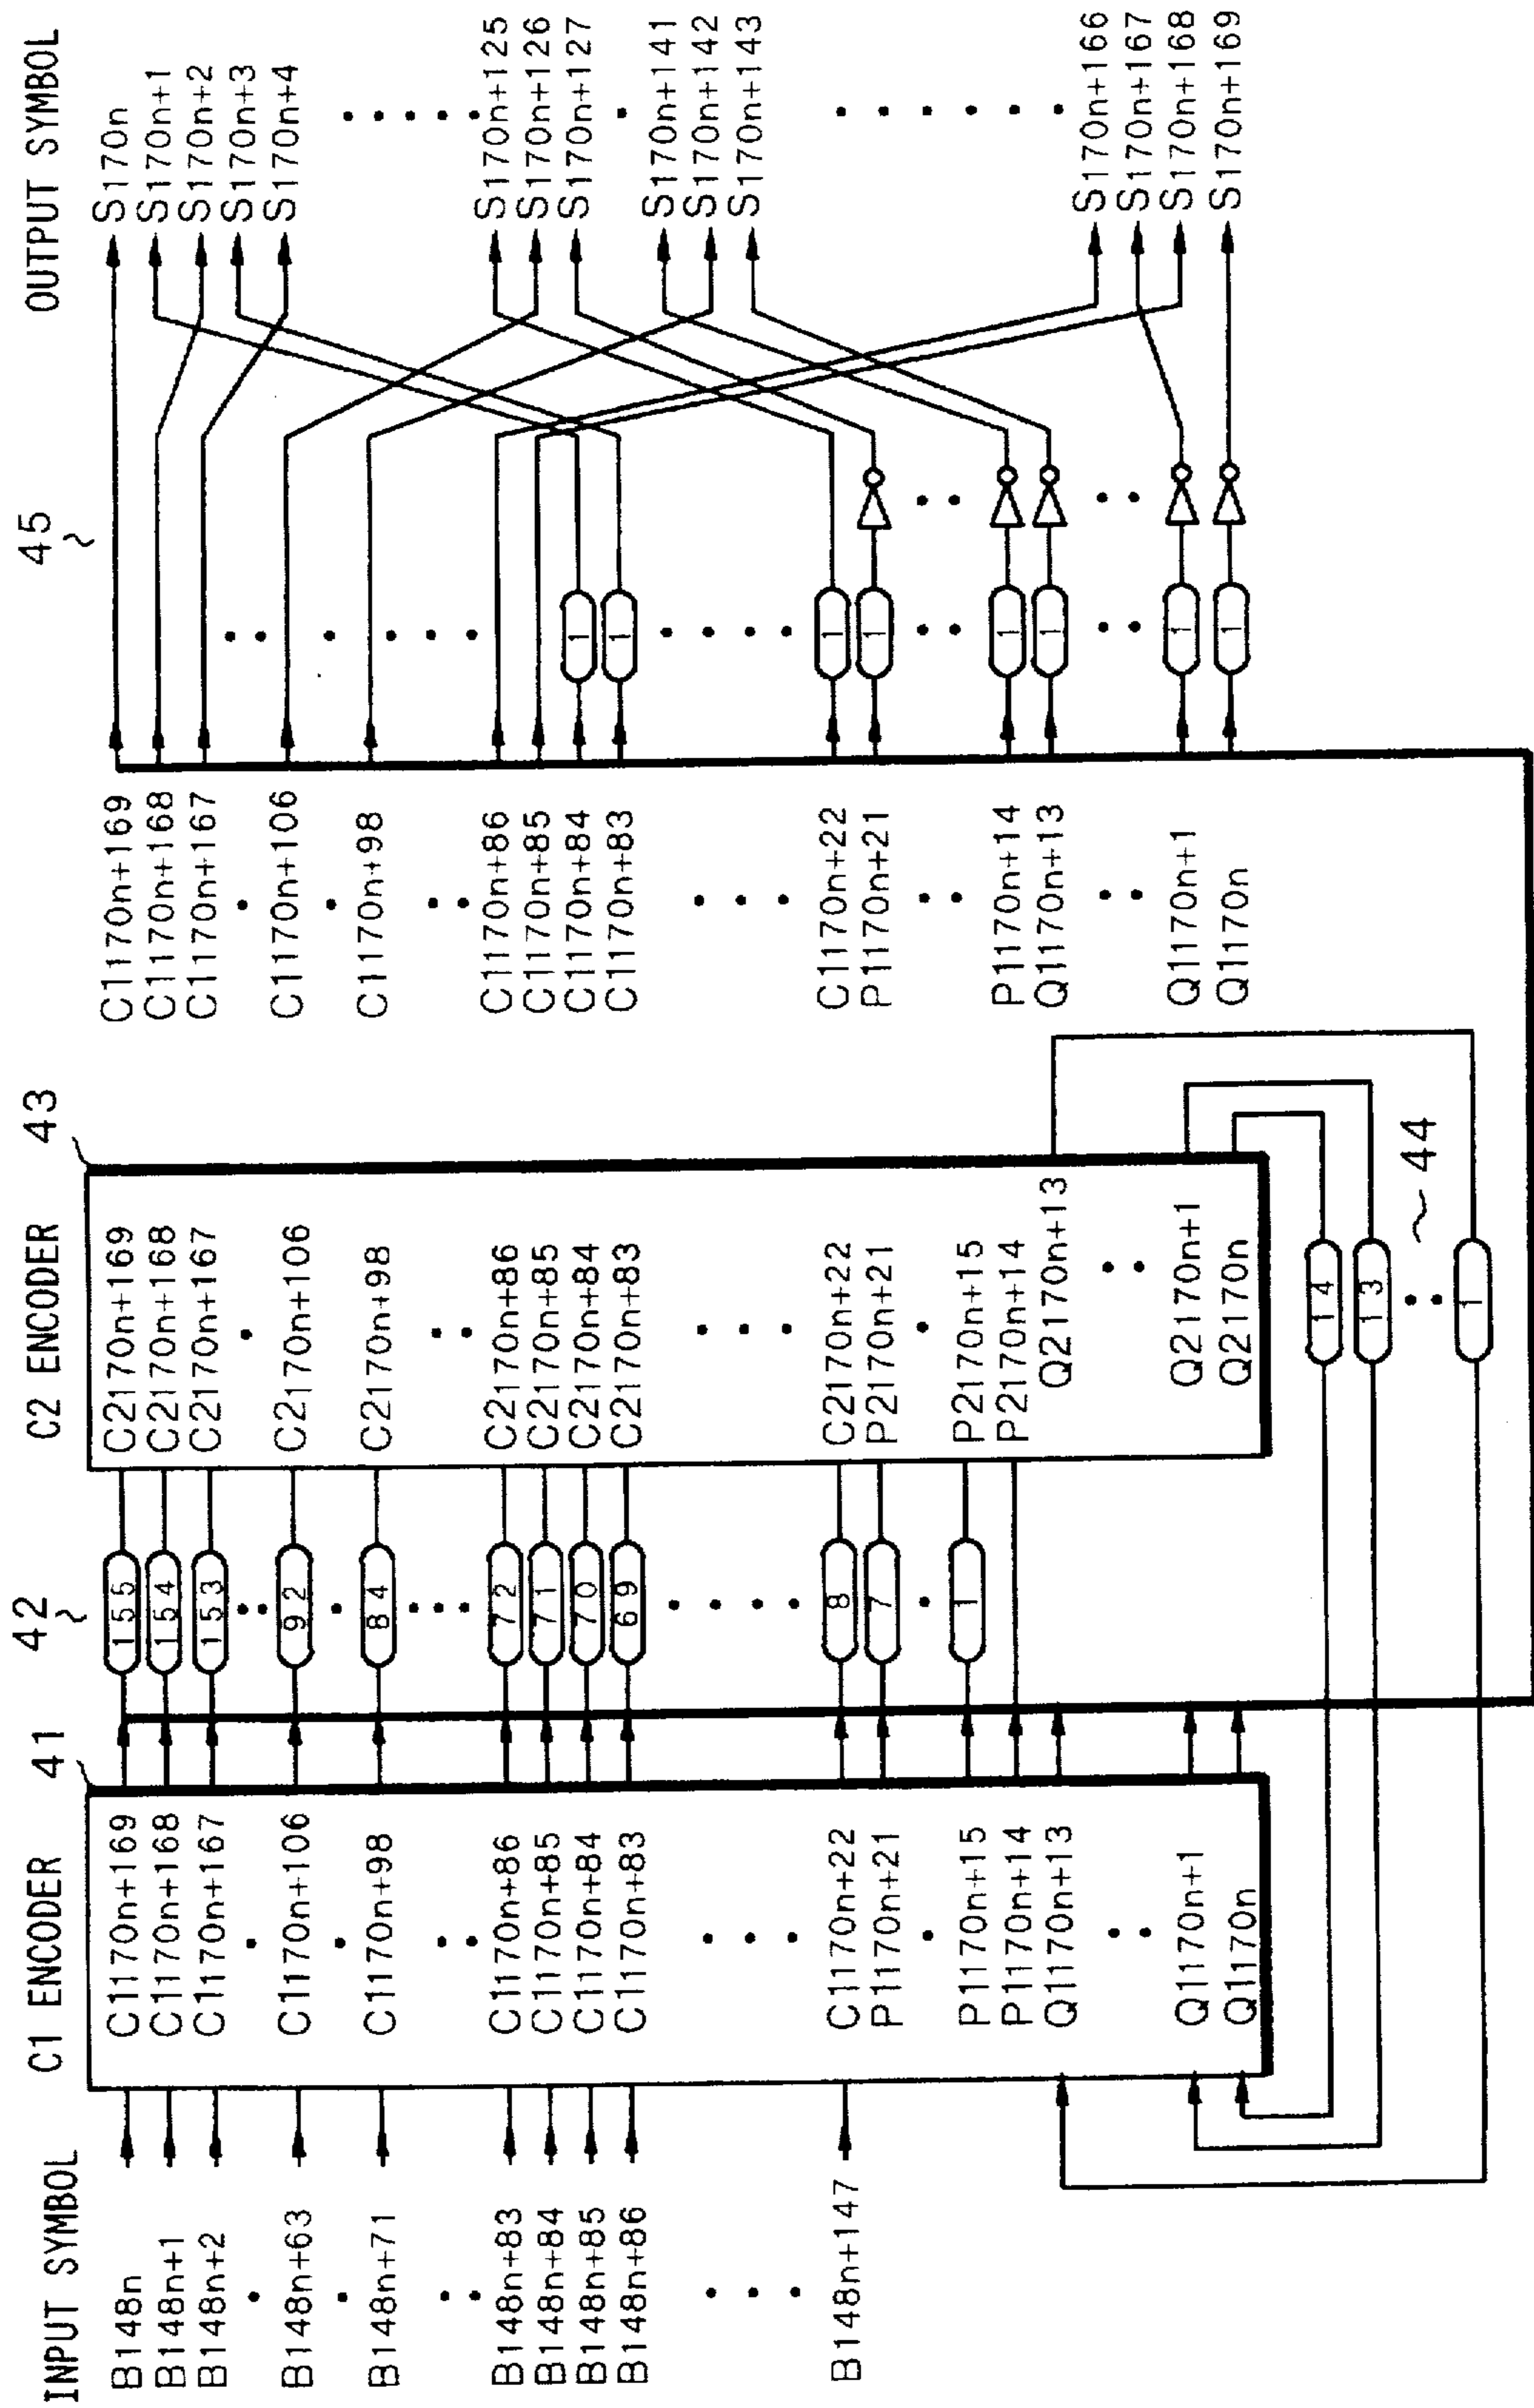 INPUT SYMBOL
B148n
B148n+1
B148n+2
B148n+63
B148n+71
B148n+83
B148n+84
B148n+85
B148n+86
B148n+147
C1 ENCODER
41
C1170n+169
C1170n+168
C1170n+167
C1170n+106
C1170n+98
C1170n+86
C1170n+85
C1170n+84
C1170n+83
C1170n+22
P1170n+21
P1170n+15
P1170n+14
Q1170n+13
Q1170n+1
Q1170n
42
155
154
153
92
84
72
71
70
69
8
7
1
C2 ENCODER
43
C2170n+169
C2170n+168
C2170n+167
C2170n+106
C2170n+98
C2170n+86
C2170n+85
C2170n+84
C2170n+83
C2170n+22
P2170n+21
P2170n+15
P2170n+14
Q2170n+13
Q2170n+1
Q2170n
14
13
1
44
C1170n+169
C1170n+168
C1170n+167
C1170n+106
C1170n+98
C1170n+86
C1170n+85
C1170n+84
C1170n+83
C1170n+22
P1170n+21
P1170n+14
Q1170n+13
Q1170n+1
Q1170n
45
1
1
1
1
1
1
1
1
OUTPUT SYMBOL
S170n
S170n+1
S170n+2
S170n+3
S170n+4
S170n+125
S170n+126
S170n+127
S170n+141
S170n+142
S170n+143
S170n+166
S170n+167
S170n+168
S170n+169